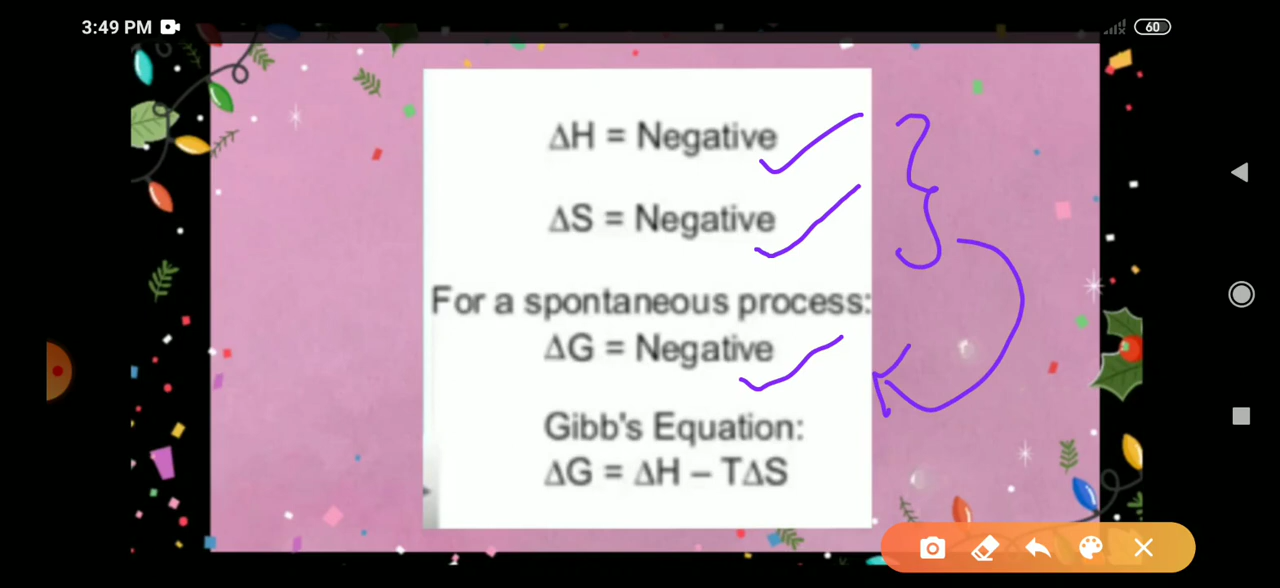 3:49 PM
60
ΔH = Negative
ΔS = Negative
For a spontaneous process:
ΔG = Negative
Gibb's Equation:
ΔG = ΔH – TΔS